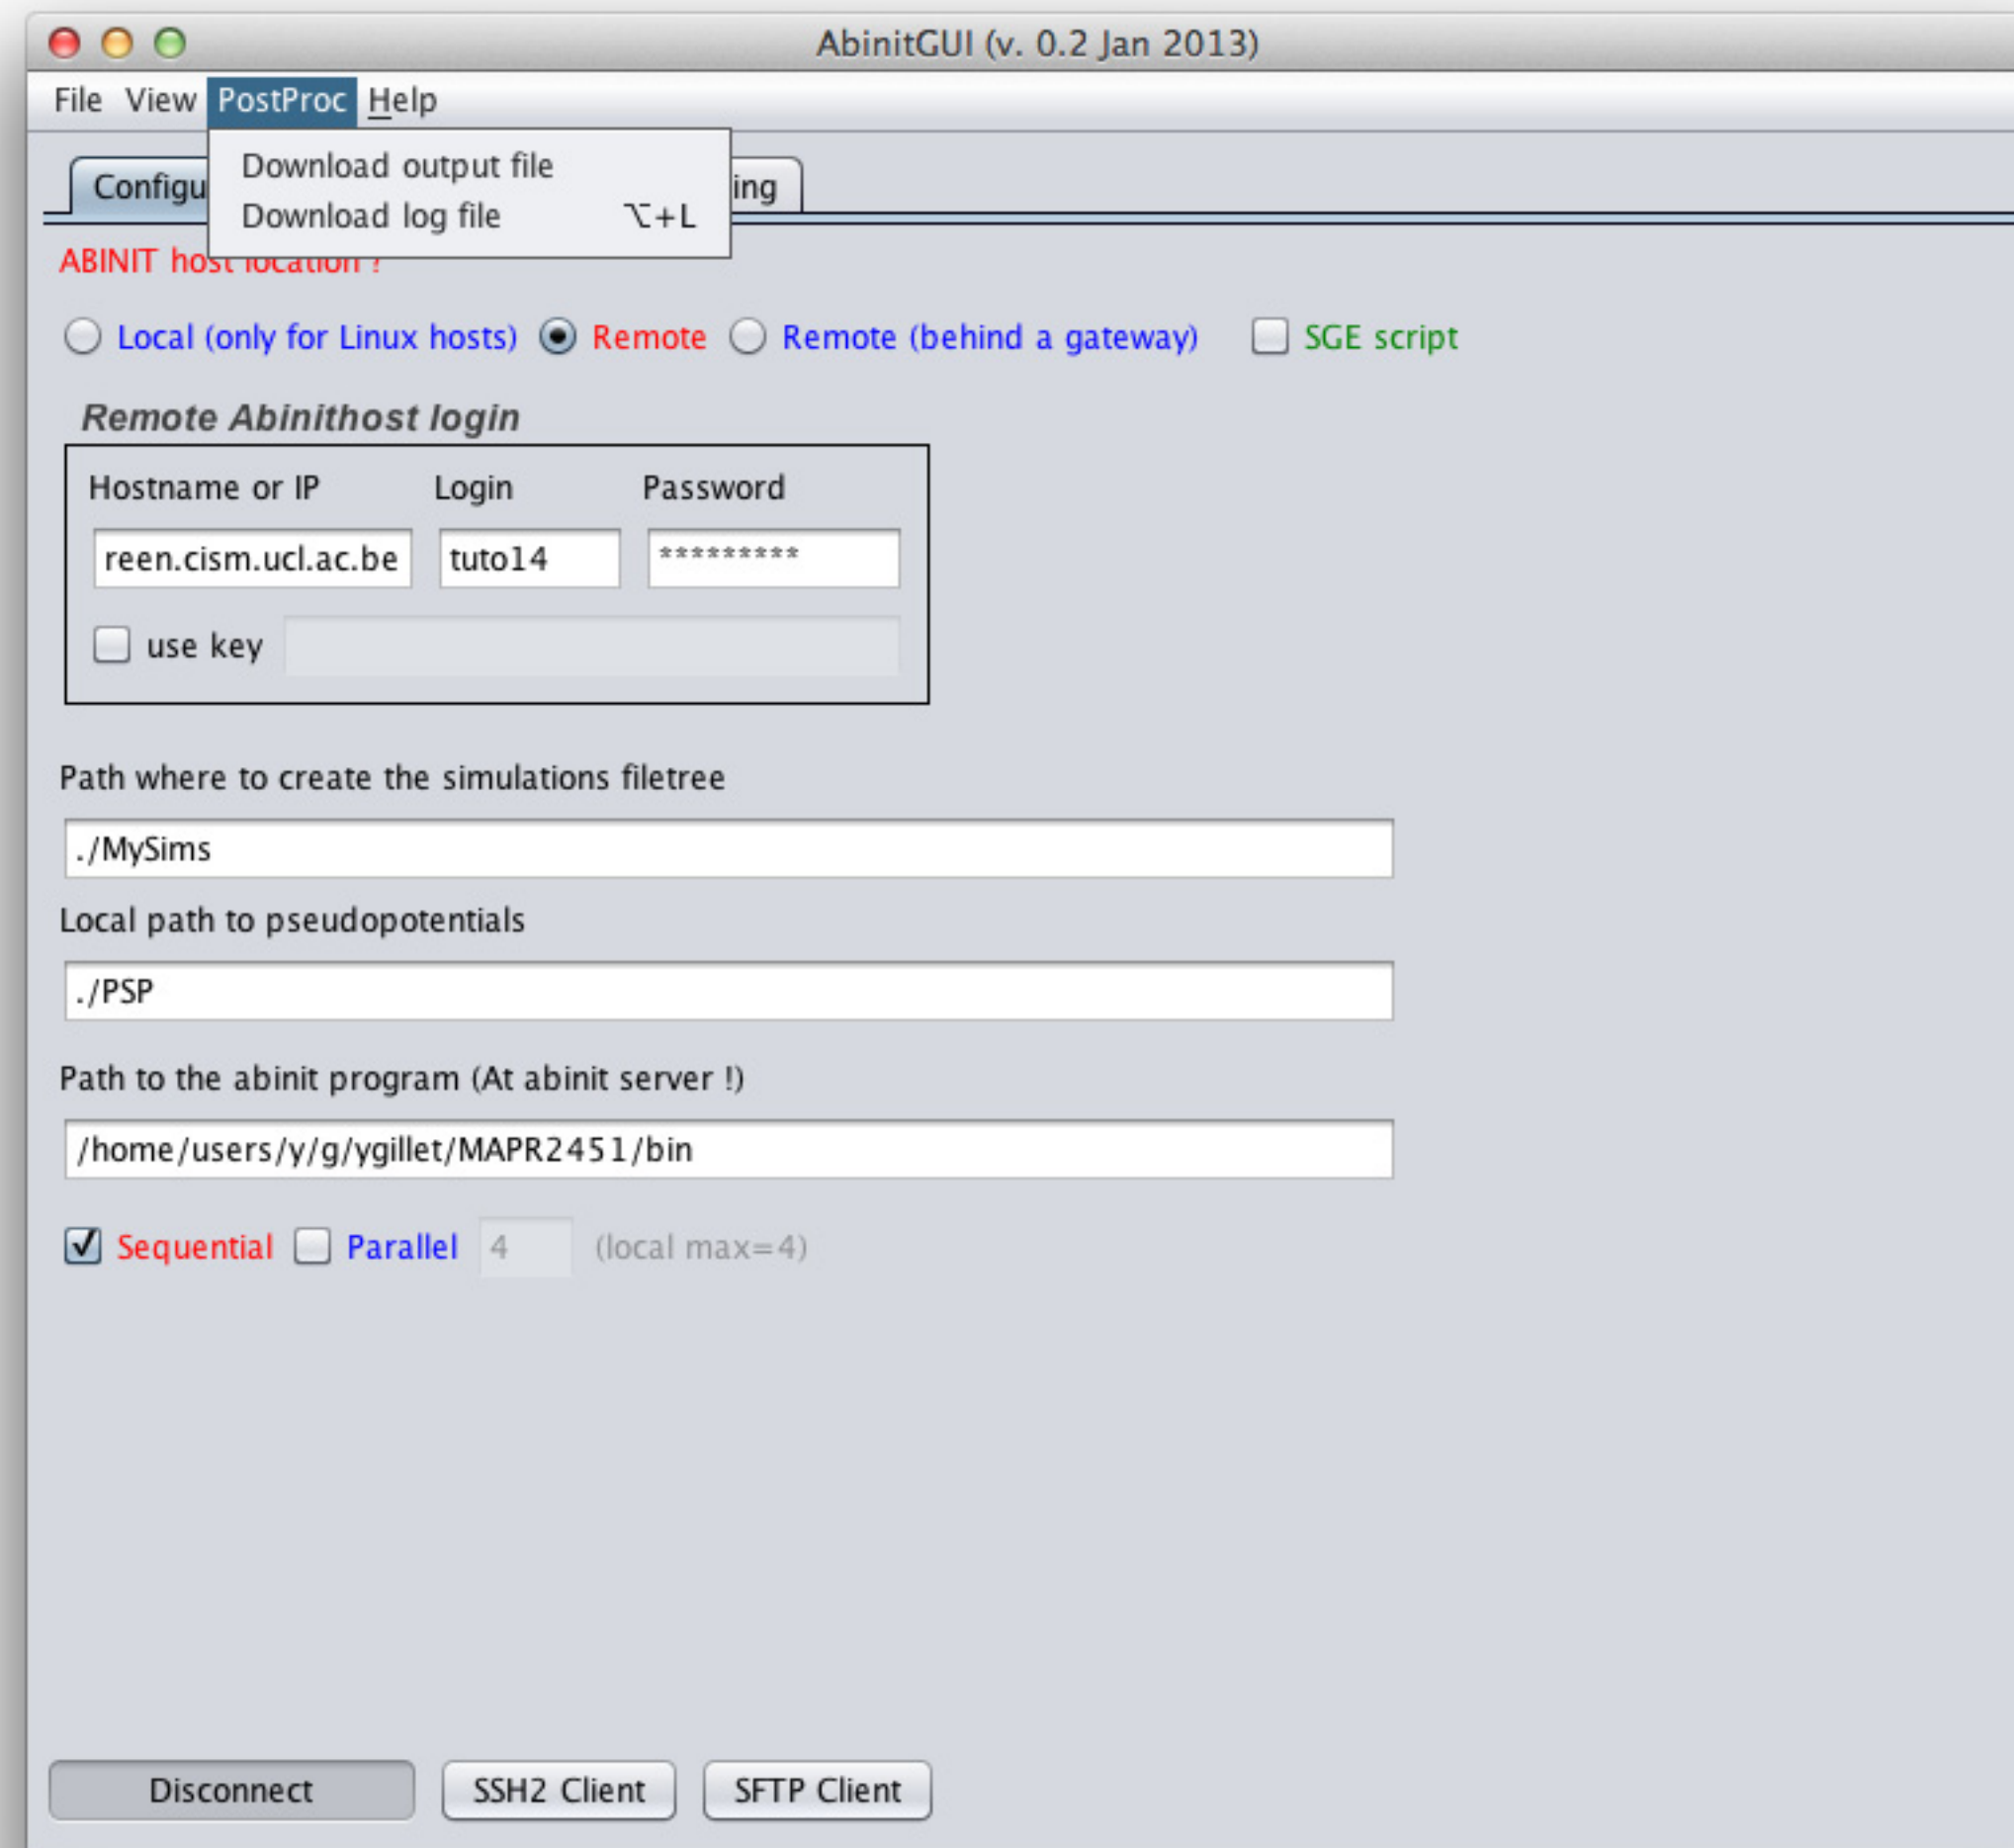 AbinitGUI (v. 0.2 Jan 2013)
File View PostProc Help
Download output file
Download log file ⌥+L
Configu
ing
ABINIT host location ?
Local (only for Linux hosts) Remote Remote (behind a gateway) SGE script
Remote Abinithost login
Hostname or IP Login Password
reen.cism.ucl.ac.be tuto14 *********
use key
Path where to create the simulations filetree
./MySims
Local path to pseudopotentials
./PSP
Path to the abinit program (At abinit server !)
/home/users/y/g/ygillet/MAPR2451/bin
Sequential Parallel 4 (local max=4)
Disconnect SSH2 Client SFTP Client